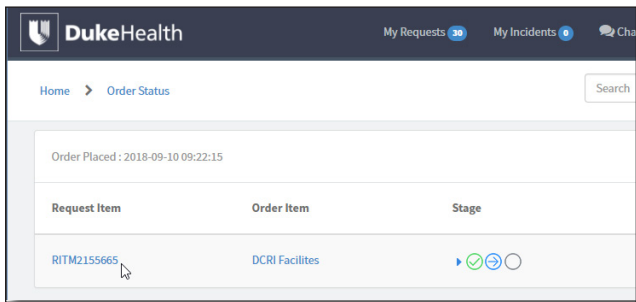 DukeHealth My Requests 30 My Incidents 0 Cha
Home > Order Status Search
Order Placed : 2018-09-10 09:22:15
Request Item Order Item Stage
RITM2155665 DCRI Facilites